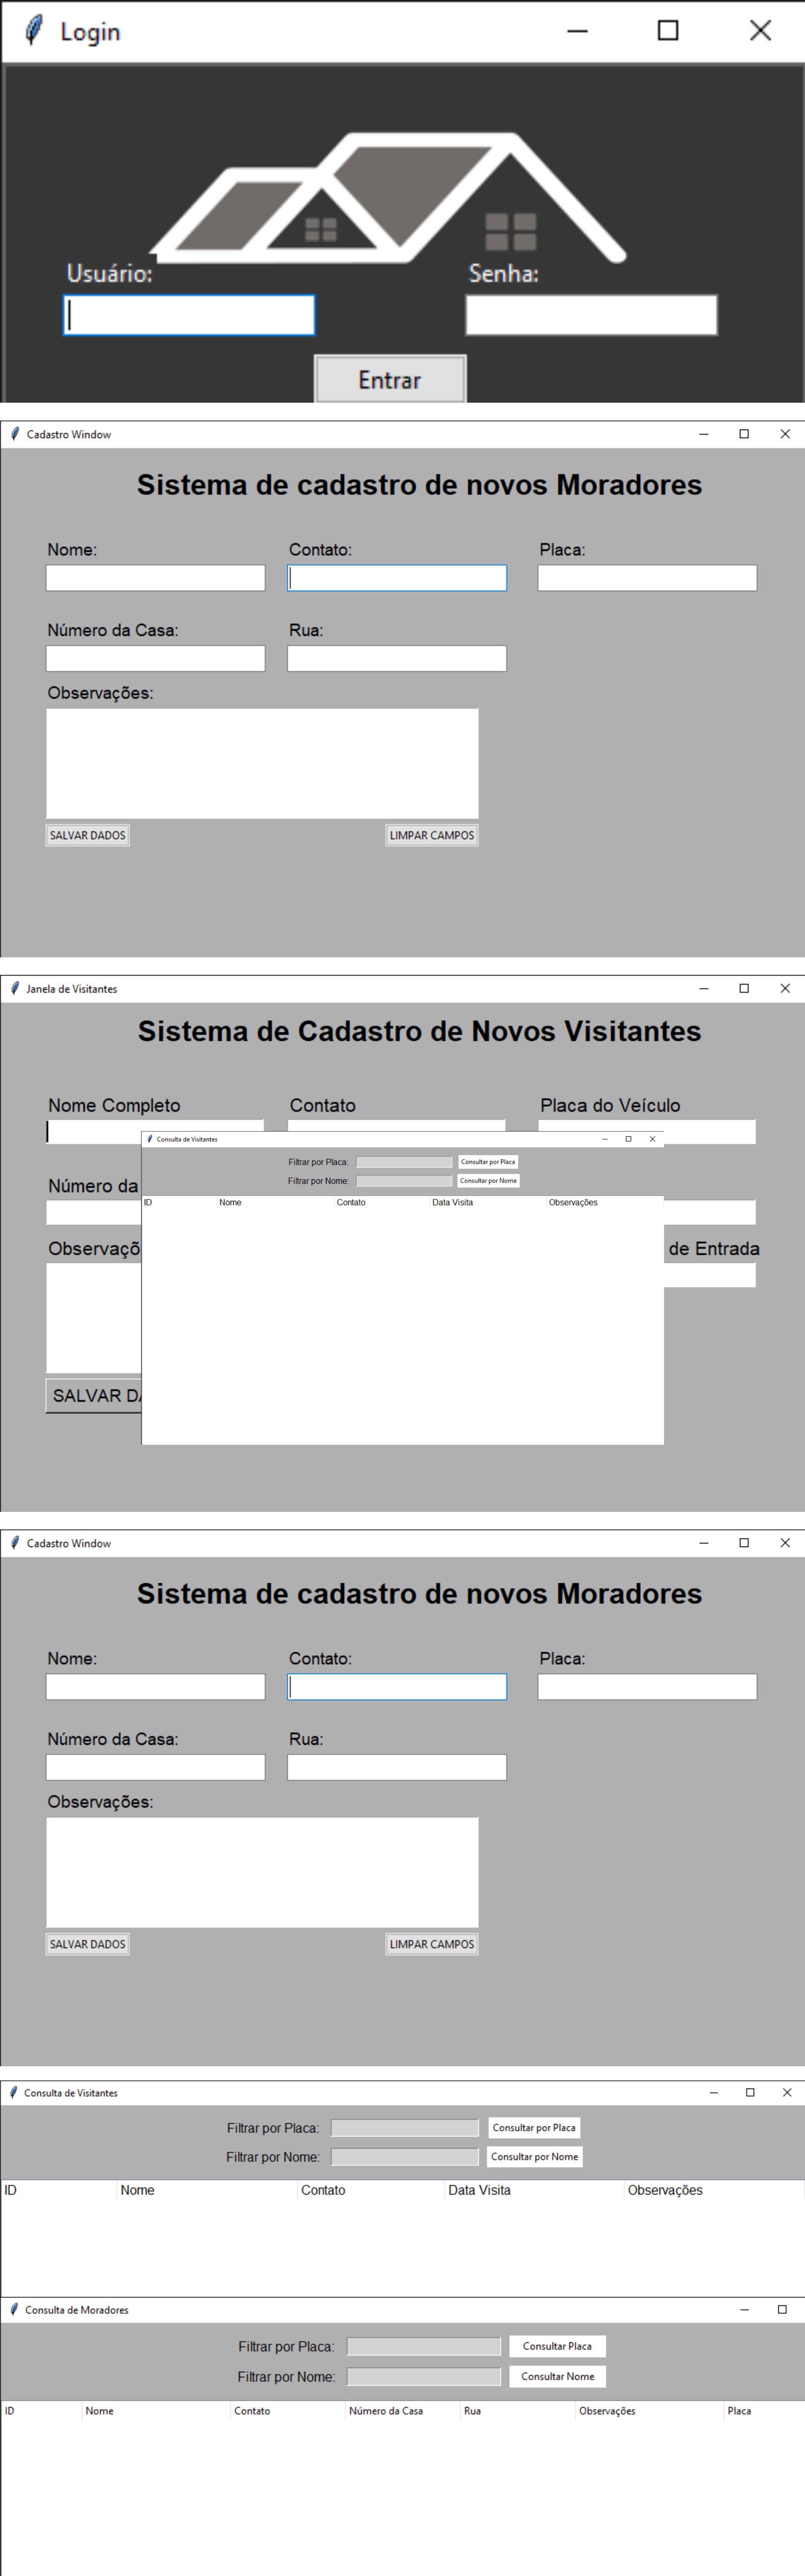 Login
Usuário: Senha:
Entrar
Cadastro Window
Sistema de cadastro de novos Moradores
Nome: Contato: Placa:
Número da Casa: Rua:
Observações:
SALVAR DADOS LIMPAR CAMPOS
Janela de Visitantes
Sistema de Cadastro de Novos Visitantes
Nome Completo Contato Placa do Veículo
Consulta de Visitantes
Filtrar por Placa: Consultar por Placa
Número da
Filtrar por Nome: Consultar por Nome
ID Nome Contato Data Visita Observações
Observaçõ de Entrada
SALVAR DA
Cadastro Window
Sistema de cadastro de novos Moradores
Nome: Contato: Placa:
Número da Casa: Rua:
Observações:
SALVAR DADOS LIMPAR CAMPOS
Consulta de Visitantes
Filtrar por Placa: Consultar por Placa
Filtrar por Nome: Consultar por Nome
ID Nome Contato Data Visita Observações
Consulta de Moradores
Filtrar por Placa: Consultar Placa
Filtrar por Nome: Consultar Nome
ID Nome Contato Número da Casa Rua Observações Placa